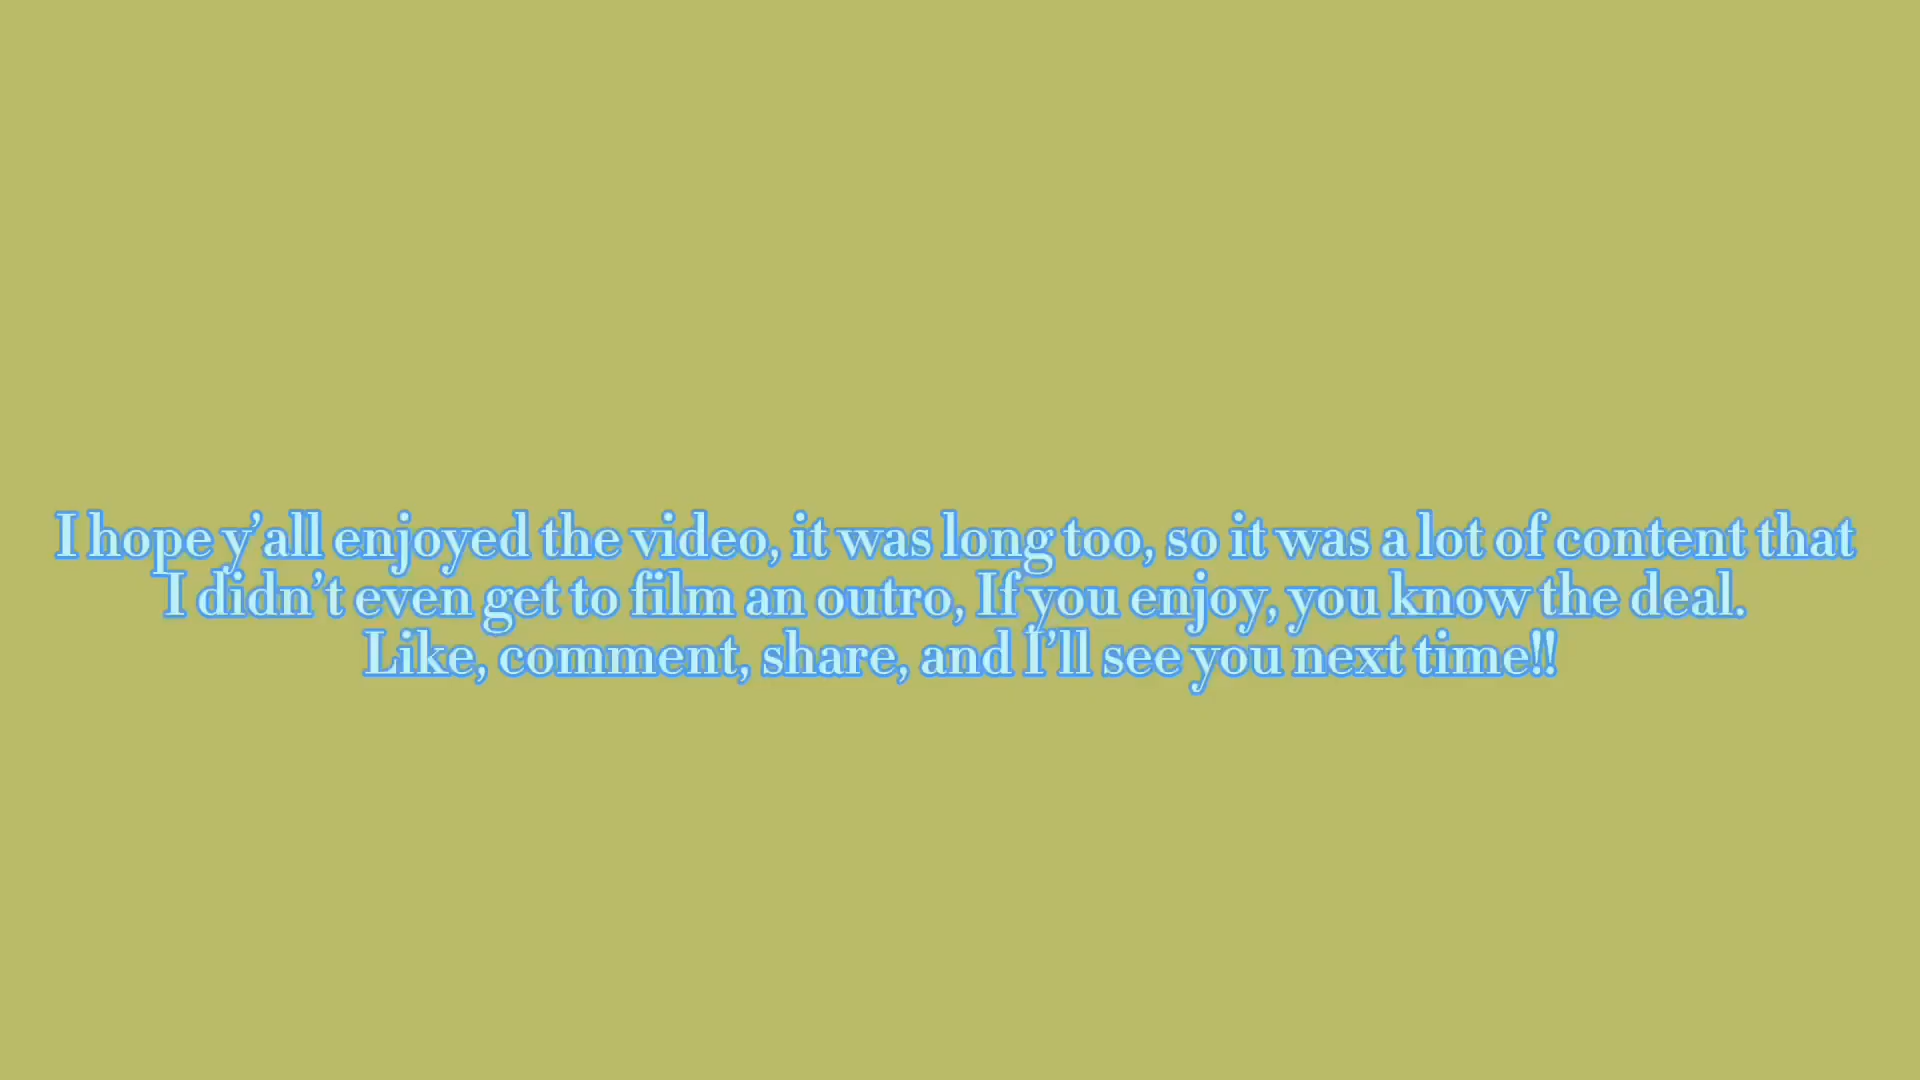 I hope y’all enjoyed the video, it was long too, so it was a lot of content that
I didn’t even get to film an outro, If you enjoy, you know the deal.
Like, comment, share, and I’ll see you next time!!